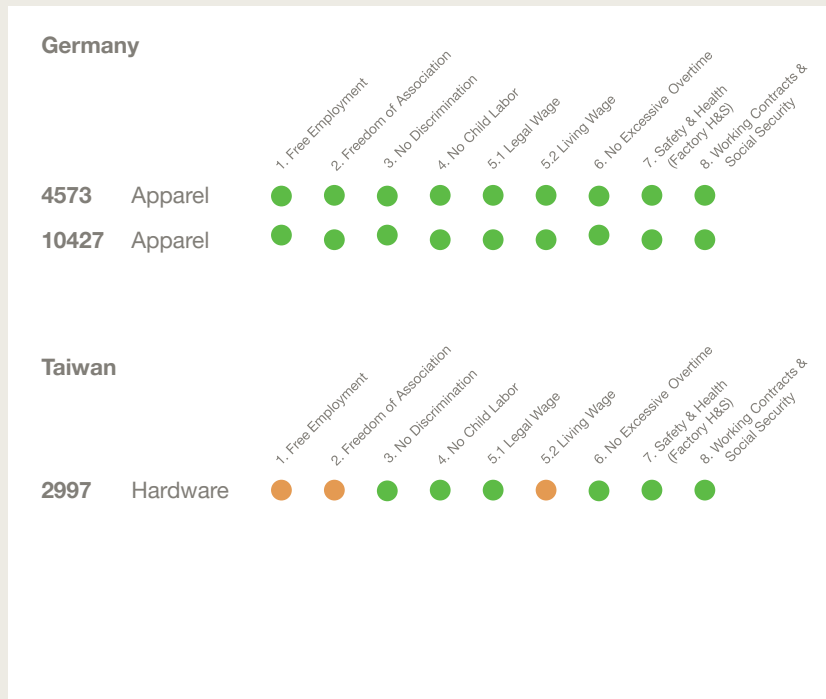 Germany
1. Free Employment
2. Freedom of Association
3. No Discrimination
4. No Child Labor
5.1 Legal Wage
5.2 Living Wage
6. No Excessive Overtime
7. Safety & Health
(Factory H&S)
8. Working Contracts &
Social Security
4573 Apparel
10427 Apparel
Taiwan
1. Free Employment
2. Freedom of Association
3. No Discrimination
4. No Child Labor
5.1 Legal Wage
5.2 Living Wage
6. No Excessive Overtime
7. Safety & Health
(Factory H&S)
8. Working Contracts &
Social Security
2997 Hardware